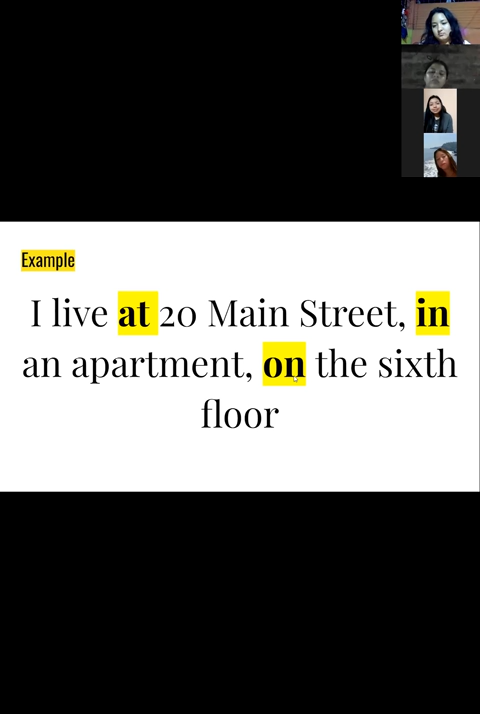 Example
I live at 20 Main Street, in
an apartment, on the sixth
floor